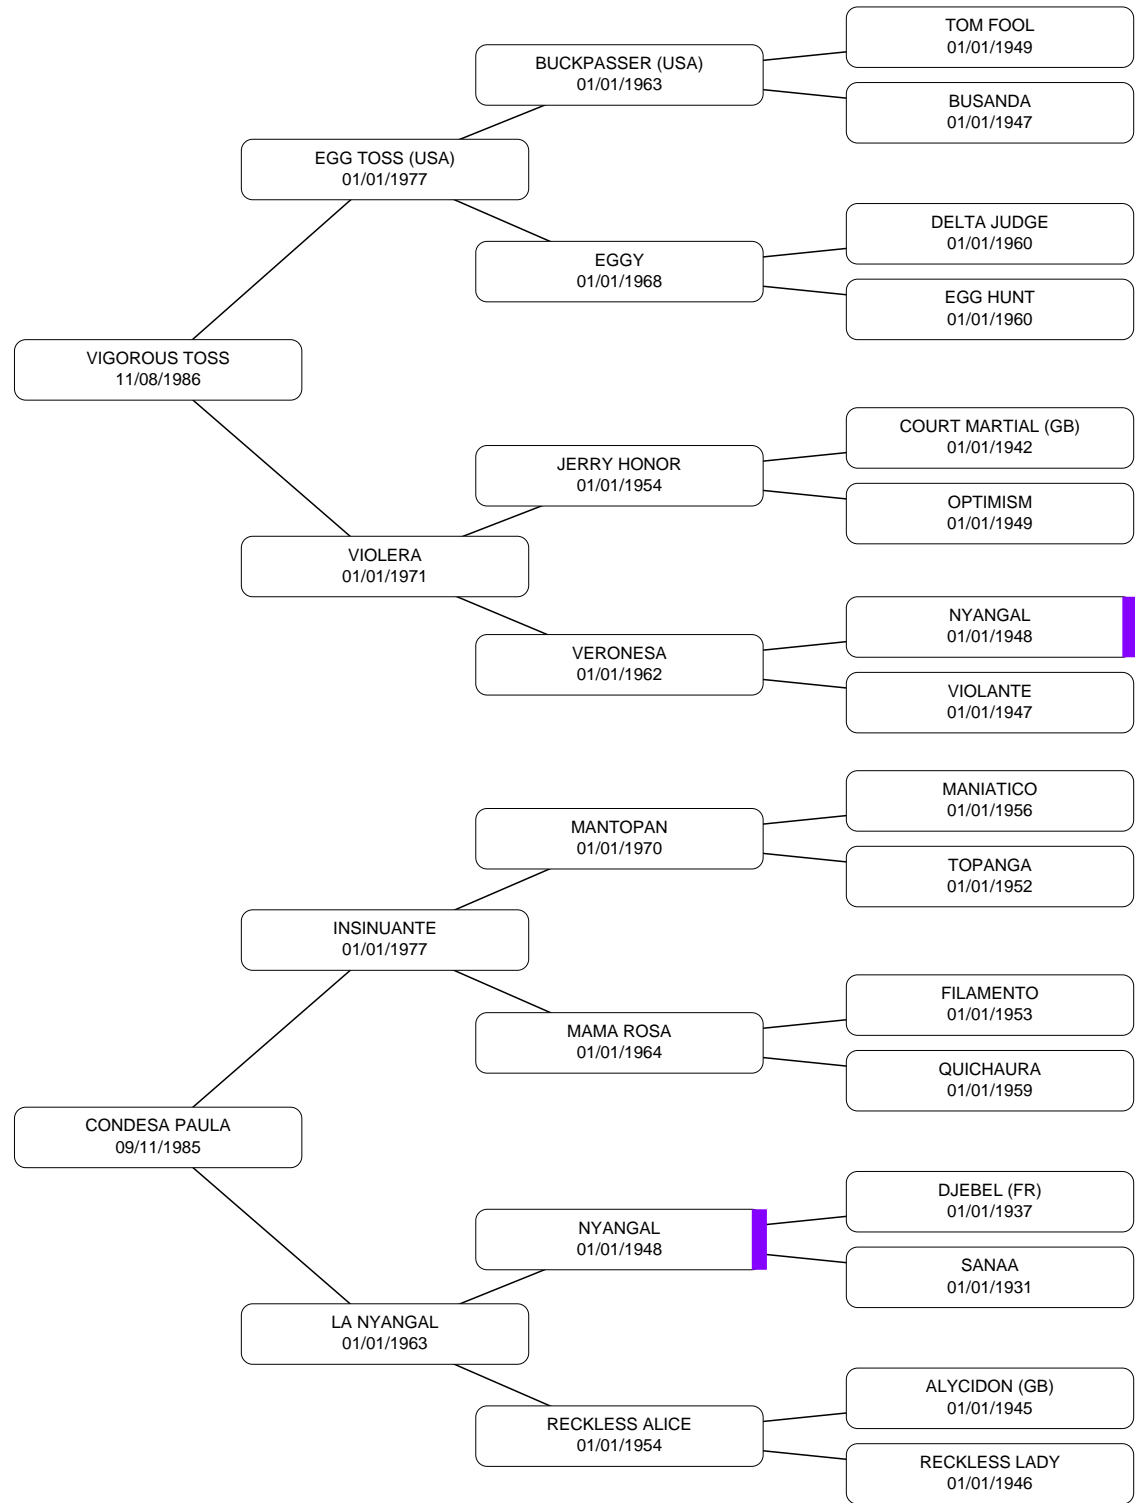 TOM FOOL
01/01/1949
BUCKPASSER (USA)
01/01/1963
BUSANDA
01/01/1947
EGG TOSS (USA)
01/01/1977
DELTA JUDGE
01/01/1960
EGGY
01/01/1968
EGG HUNT
01/01/1960
VIGOROUS TOSS
11/08/1986
COURT MARTIAL (GB)
01/01/1942
JERRY HONOR
01/01/1954
OPTIMISM
01/01/1949
VIOLERA
01/01/1971
NYANGAL
01/01/1948
VERONESA
01/01/1962
VIOLANTE
01/01/1947
MANIATICO
01/01/1956
MANTOPAN
01/01/1970
TOPANGA
01/01/1952
INSINUANTE
01/01/1977
FILAMENTO
01/01/1953
MAMA ROSA
01/01/1964
QUICHAURA
01/01/1959
CONDESA PAULA
09/11/1985
DJEBEL (FR)
01/01/1937
NYANGAL
01/01/1948
SANAA
01/01/1931
LA NYANGAL
01/01/1963
ALYCIDON (GB)
01/01/1945
RECKLESS ALICE
01/01/1954
RECKLESS LADY
01/01/1946